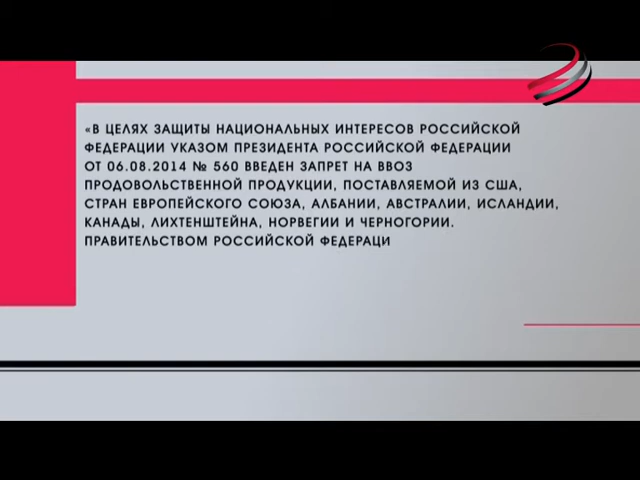 «В ЦЕЛЯХ ЗАЩИТЫ НАЦИОНАЛЬНЫХ ИНТЕРЕСОВ РОССИЙСКОЙ
ФЕДЕРАЦИИ УКАЗОМ ПРЕЗИДЕНТА РОССИЙСКОЙ ФЕДЕРАЦИИ
ОТ 06.08.2014 № 560 ВВЕДЕН ЗАПРЕТ НА ВВОЗ
ПРОДОВОЛЬСТВЕННОЙ ПРОДУКЦИИ, ПОСТАВЛЯЕМОЙ ИЗ США,
СТРАН ЕВРОПЕЙСКОГО СОЮЗА, АЛБАНИИ, АВСТРАЛИИ, ИСЛАНДИИ,
КАНАДЫ, ЛИХТЕНШТЕЙНА, НОРВЕГИИ И ЧЕРНОГОРИИ.
ПРАВИТЕЛЬСТВОМ РОССИЙСКОЙ ФЕДЕРАЦИ